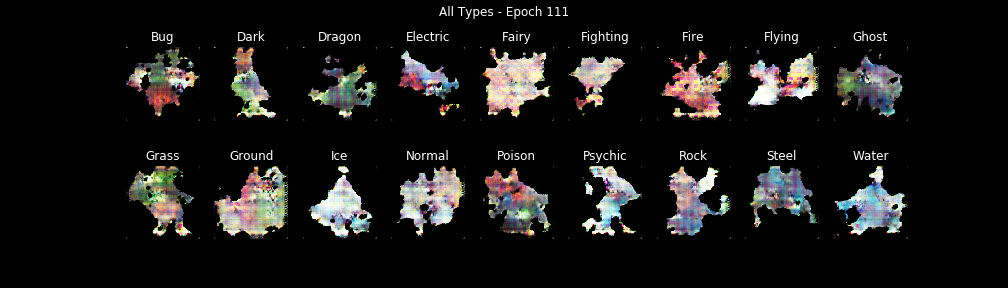 All Types - Epoch 111
Bug Dark Dragon Electric Fairy Fighting Fire Flying Ghost
Grass Ground Ice Normal Poison Psychic Rock Steel Water